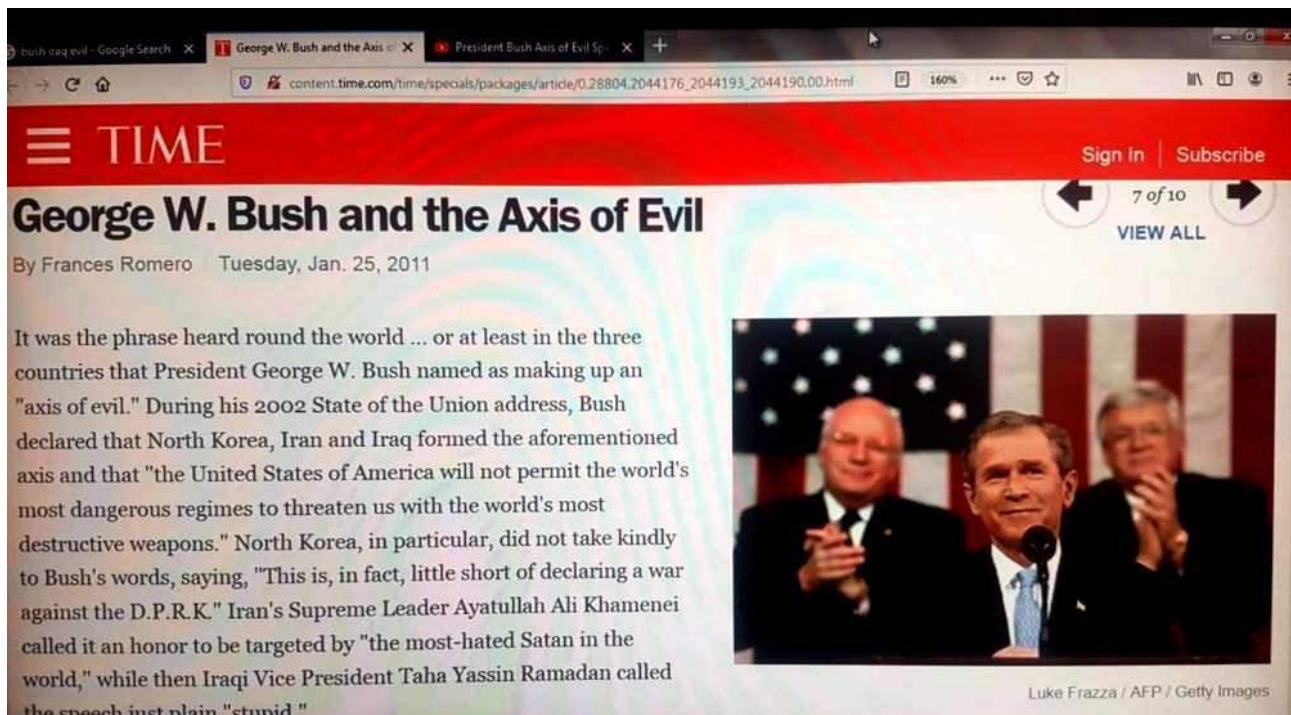 bush iraq evil - Google Search
George W. Bush and the Axis of
President Bush Axis of Evil Sp
content.time.com/time/specials/packages/article/0,28804,2044176_2044193_2044190,00.html
160%
TIME
Sign In | Subscribe
George W. Bush and the Axis of Evil
7 of 10
VIEW ALL
By Frances Romero Tuesday, Jan. 25, 2011
It was the phrase heard round the world ... or at least in the three
countries that President George W. Bush named as making up an
"axis of evil." During his 2002 State of the Union address, Bush
declared that North Korea, Iran and Iraq formed the aforementioned
axis and that "the United States of America will not permit the world's
most dangerous regimes to threaten us with the world's most
destructive weapons." North Korea, in particular, did not take kindly
to Bush's words, saying, "This is, in fact, little short of declaring a war
against the D.P.R.K." Iran's Supreme Leader Ayatullah Ali Khamenei
called it an honor to be targeted by "the most-hated Satan in the
world," while then Iraqi Vice President Taha Yassin Ramadan called
the speech just plain "stupid."
Luke Frazza / AFP / Getty Images